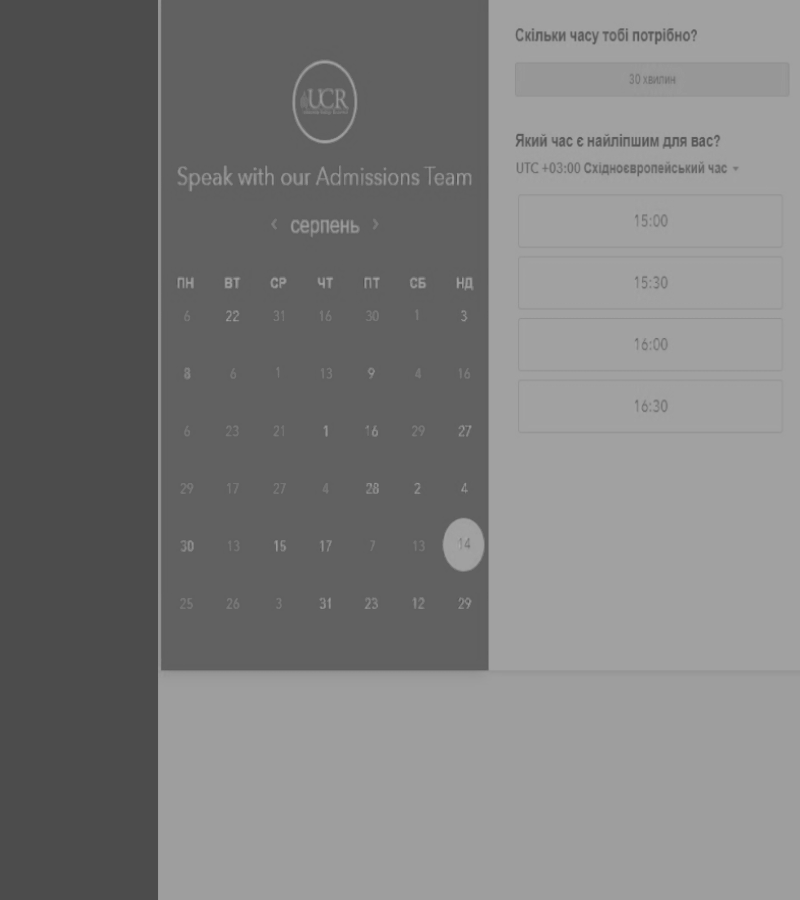 UCR
Speak with our Admissions Team
‹ серпень ›
ПН ВТ СР ЧТ ПТ СБ НД
6 22 31 16 30 1 3
8 6 1 13 9 4 16
6 23 21 1 16 29 27
29 17 27 4 28 2 4
30 13 15 17 7 13 14
25 26 3 31 23 12 29
Скільки часу тобі потрібно?
30 хвилин
Який час є найліпшим для вас?
UTC +03:00 Східноєвропейський час
15:00
15:30
16:00
16:30